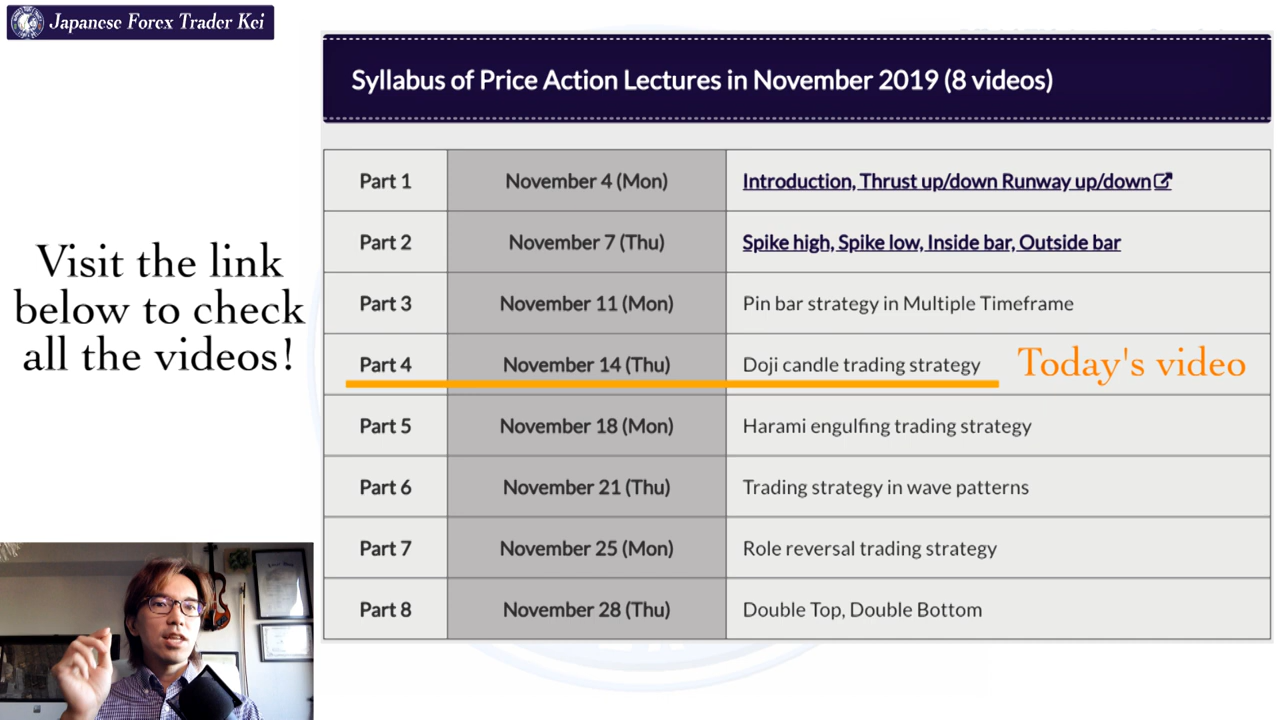 Japanese Forex Trader Kei
Syllabus of Price Action Lectures in November 2019 (8 videos)
Part 1 November 4 (Mon) Introduction, Thrust up/down Runway up/down
Part 2 November 7 (Thu) Spike high, Spike low, Inside bar, Outside bar
Part 3 November 11 (Mon) Pin bar strategy in Multiple Timeframe
Part 4 November 14 (Thu) Doji candle trading strategy Today's video
Part 5 November 18 (Mon) Harami engulfing trading strategy
Part 6 November 21 (Thu) Trading strategy in wave patterns
Part 7 November 25 (Mon) Role reversal trading strategy
Part 8 November 28 (Thu) Double Top, Double Bottom
Visit the link
below to check
all the videos!